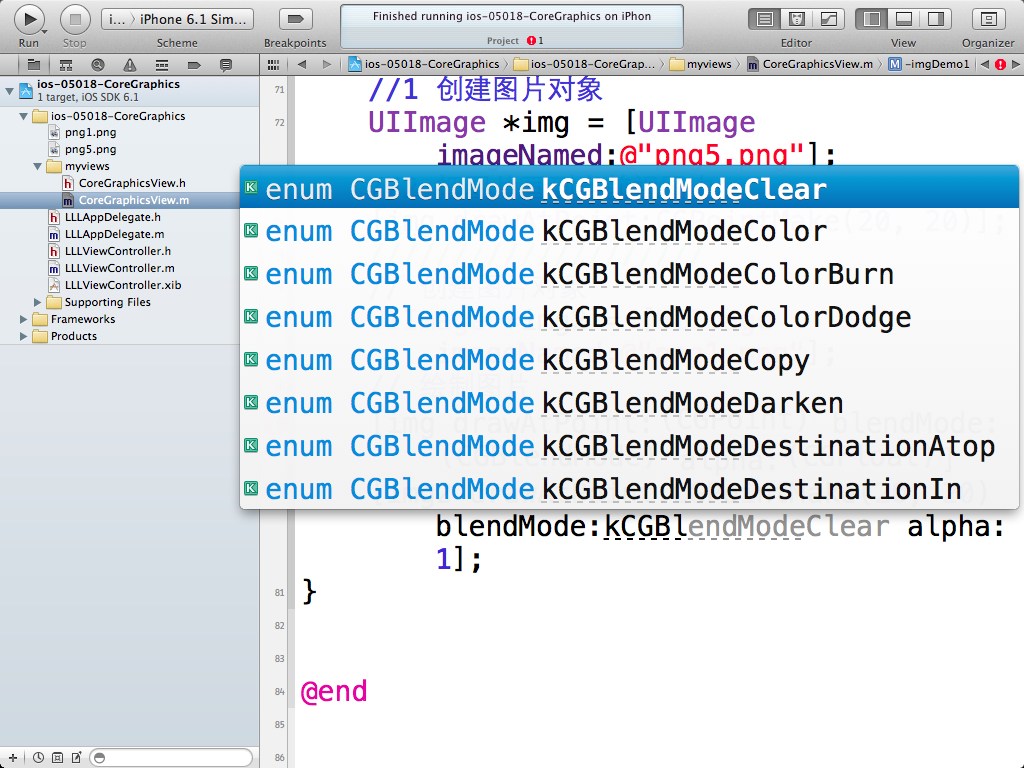 i... › iPhone 6.1 Sim...
Finished running ios-05018-CoreGraphics on iPhon
Project 1
Run Stop Scheme Breakpoints Editor View Organizer
ios-05018-CoreGraphics › ios-05018-CoreGrap... › myviews › CoreGraphicsView.m › M -imgDemo1
ios-05018-CoreGraphics
1 target, iOS SDK 6.1
ios-05018-CoreGraphics
png1.png
png5.png
myviews
h CoreGraphicsView.h
m CoreGraphicsView.m
h LLLAppDelegate.h
m LLLAppDelegate.m
h LLLViewController.h
m LLLViewController.m
LLLViewController.xib
Supporting Files
Frameworks
Products
71 //1 创建图片对象
72 UIImage *img = [UIImage
imageNamed:@"png5.png"];
K enum CGBlendMode kCGBlendModeClear
K enum CGBlendMode kCGBlendModeColor
K enum CGBlendMode kCGBlendModeColorBurn
K enum CGBlendMode kCGBlendModeColorDodge
K enum CGBlendMode kCGBlendModeCopy
K enum CGBlendMode kCGBlendModeDarken
K enum CGBlendMode kCGBlendModeDestinationAtop
K enum CGBlendMode kCGBlendModeDestinationIn
blendMode:kCGBlendModeClear alpha:
1];
81 }
82
83
84 @end
85
86